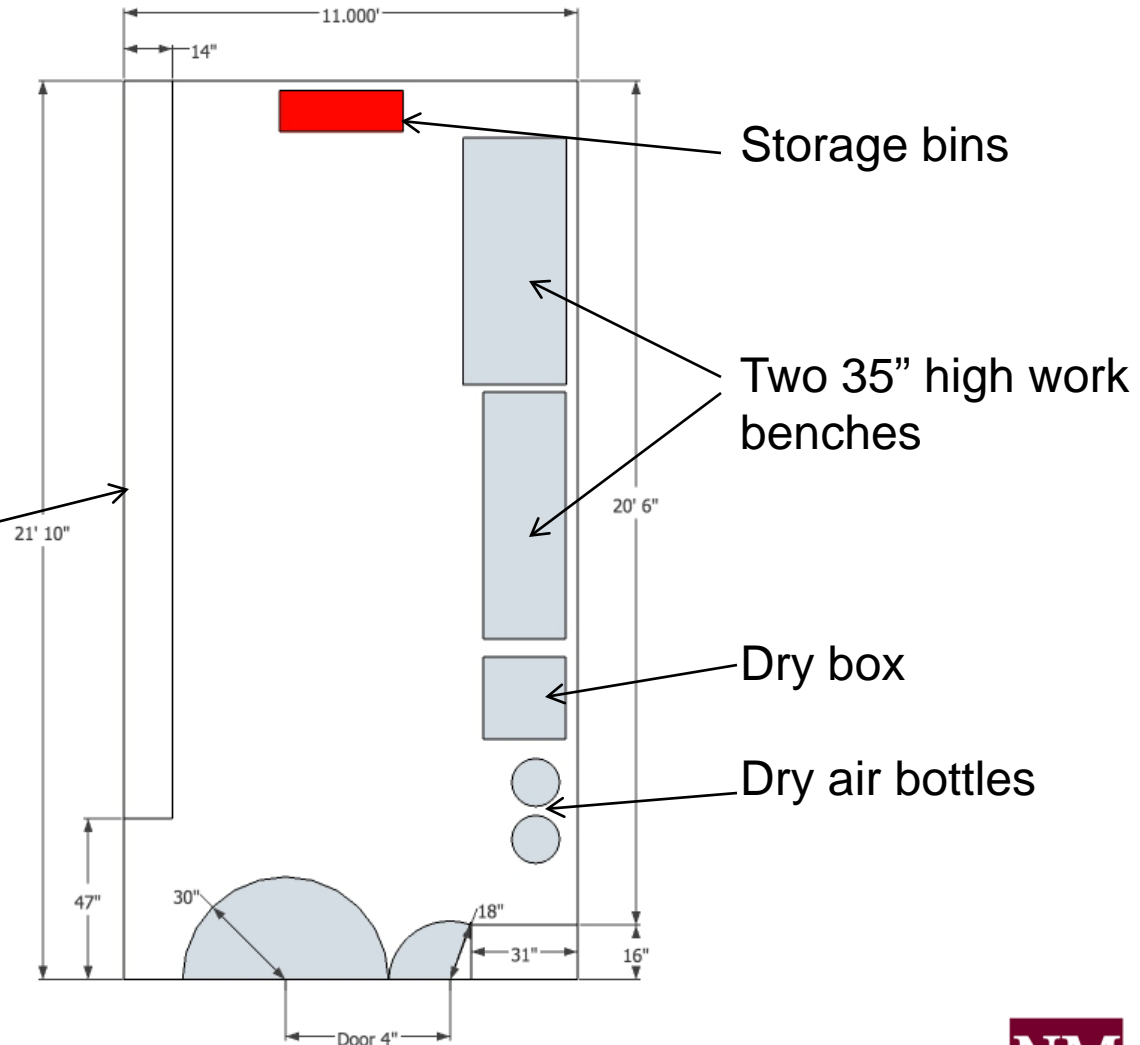 11.000'
14"
Storage bins
Two 35” high work
benches
20' 6"
21' 10"
Dry box
Dry air bottles
47"
30"
18"
31"
16"
Door 4"
NM